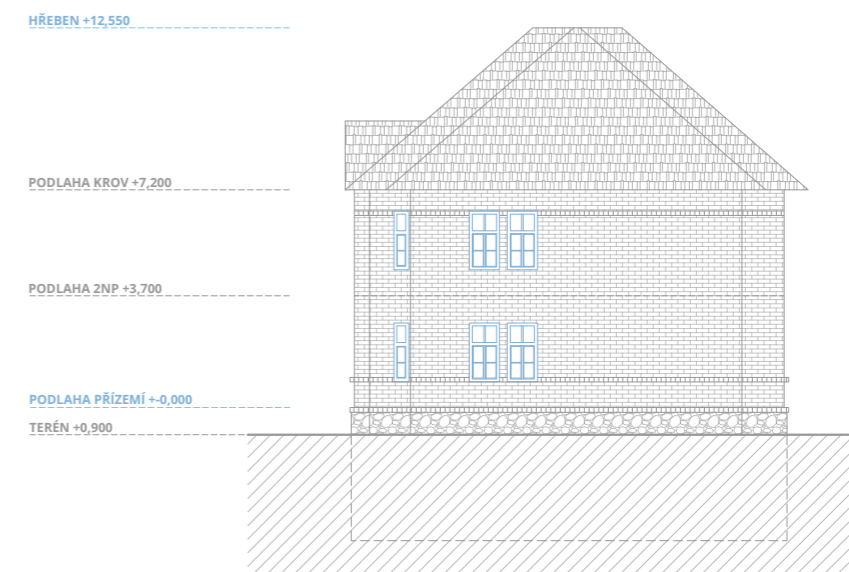 HŘEBEN +12,550
PODLAHA KROV +7,200
PODLAHA 2NP +3,700
PODLAHA PŘÍZEMÍ +-0,000
TERÉN +0,900